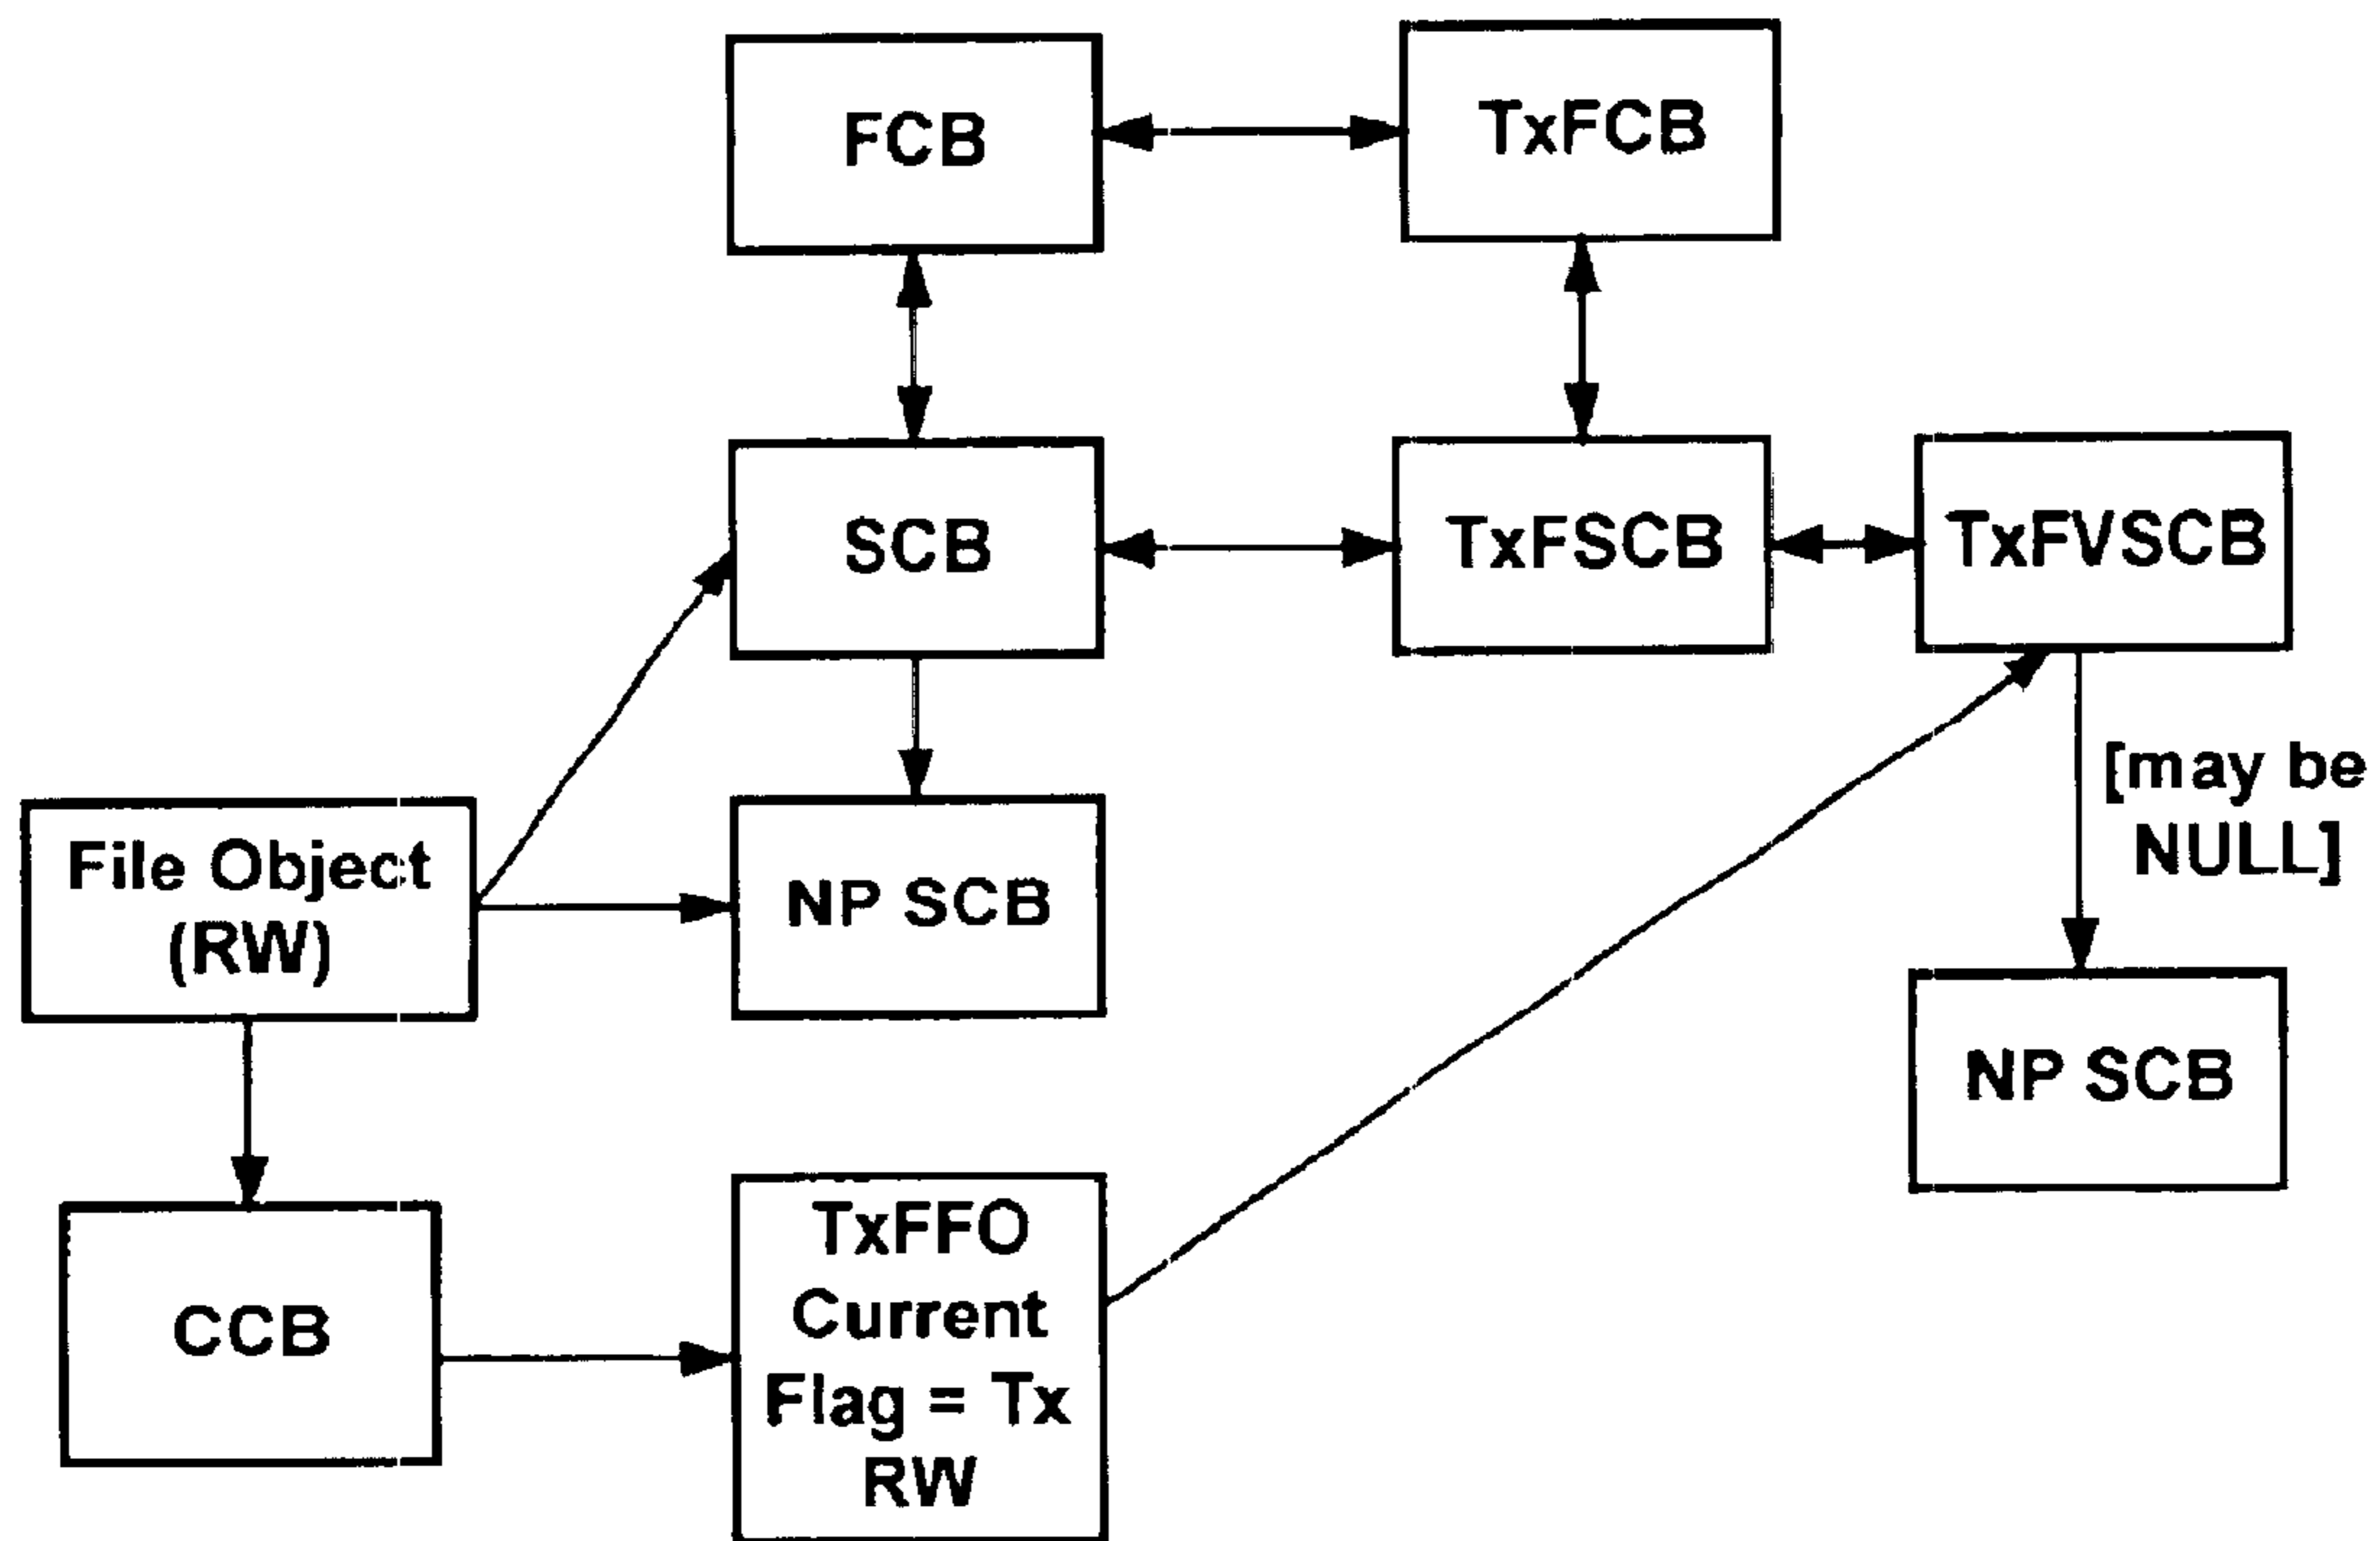 FCB
TxFCB
SCB
TxFSCB
TxFVSCB
[may be
NULL]
File Object
(RW)
NP SCB
NP SCB
CCB
TxFFO
Current
Flag = Tx
RW